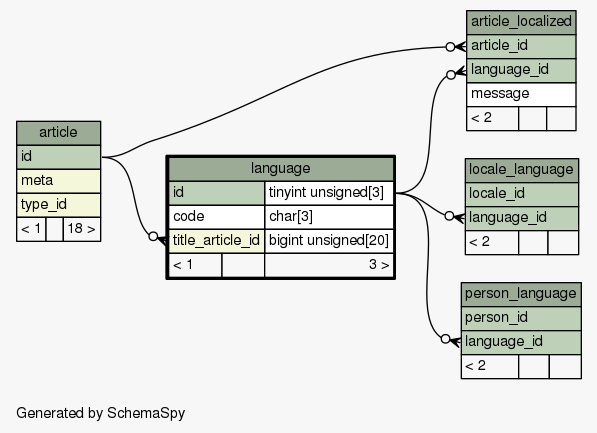 article_localized
article_id
language_id
message
< 2
article
id
meta
type_id
< 1 18 >
language
id tinyint unsigned[3]
code char[3]
title_article_id bigint unsigned[20]
< 1 3 >
locale_language
locale_id
language_id
< 2
person_language
person_id
language_id
< 2
Generated by SchemaSpy